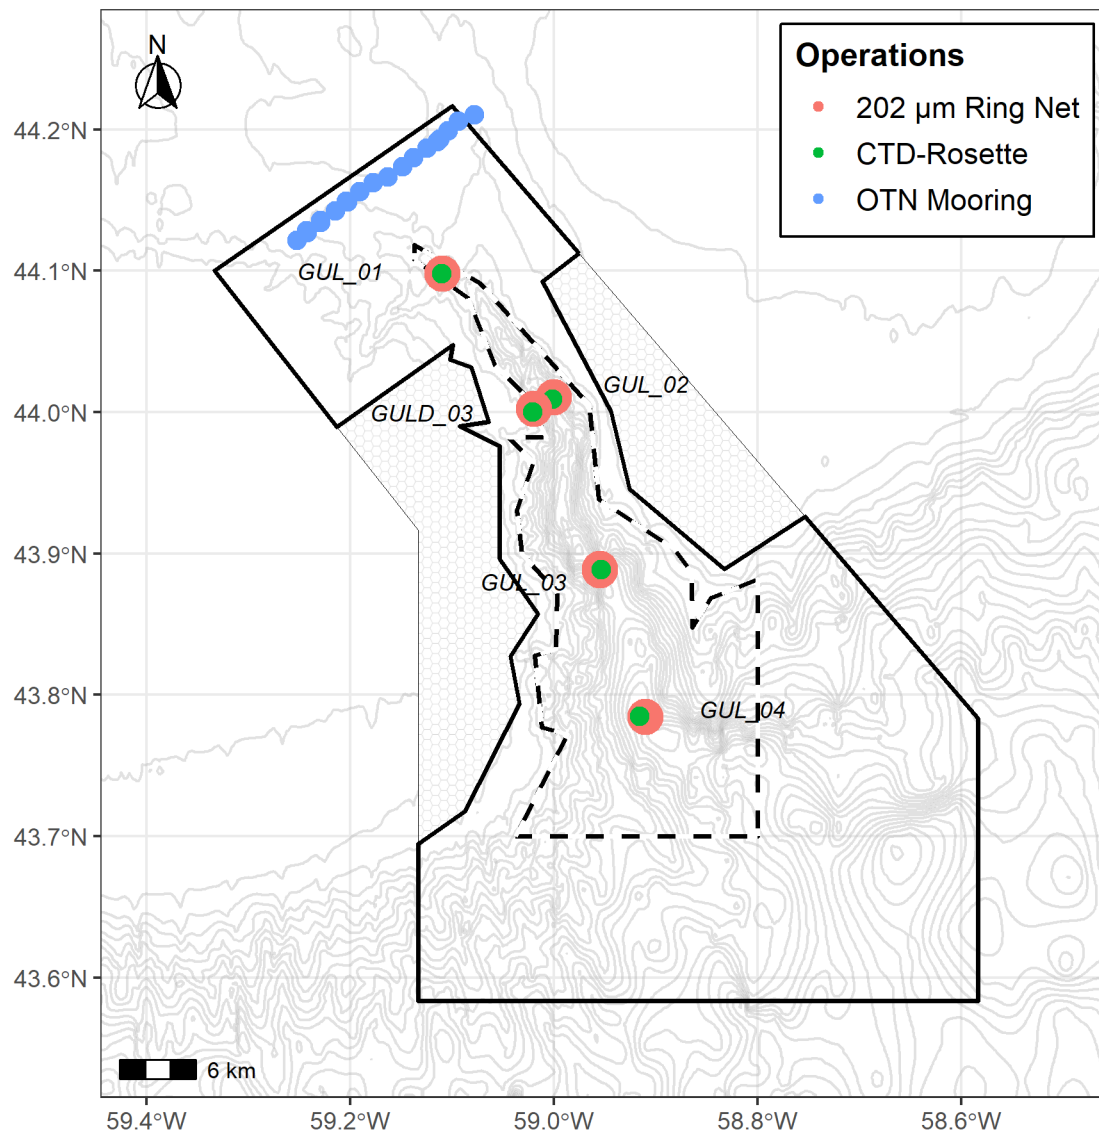 N
Operations
202 µm Ring Net
CTD-Rosette
OTN Mooring
44.2°N
44.1°N
44.0°N
43.9°N
43.8°N
43.7°N
43.6°N
GUL_01
GUL_02
GULD_03
GUL_03
GUL_04
6 km
59.4°W
59.2°W
59.0°W
58.8°W
58.6°W